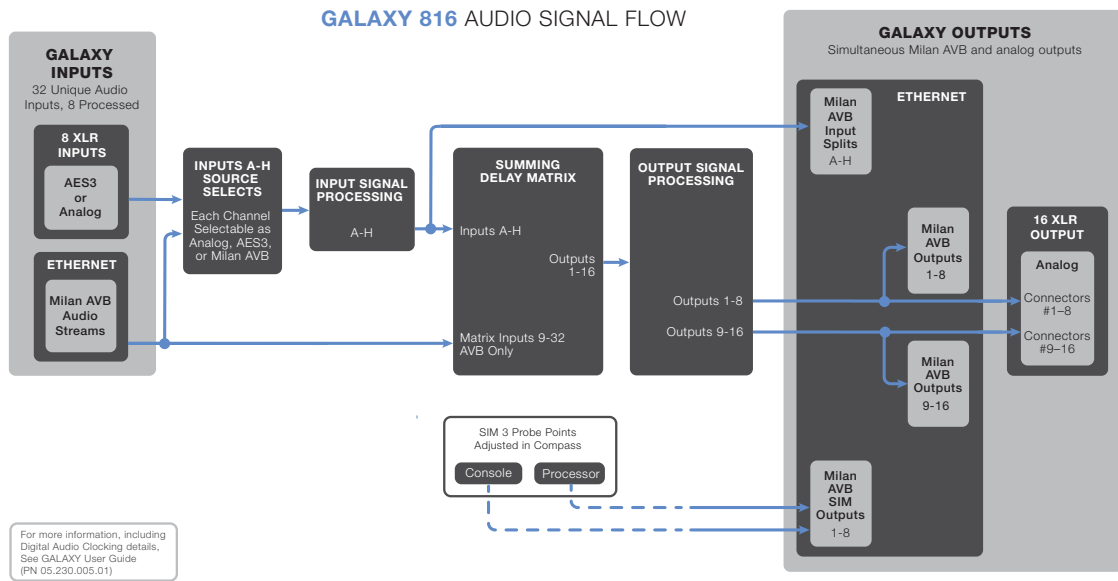 GALAXY 816 AUDIO SIGNAL FLOW
GALAXY
INPUTS
32 Unique Audio
Inputs, 8 Processed
8 XLR
INPUTS
AES3
or
Analog
ETHERNET
Milan AVB
Audio
Streams
INPUTS A-H
SOURCE
SELECTS
Each Channel
Selectable as
Analog, AES3,
or Milan AVB
INPUT SIGNAL
PROCESSING
A-H
SUMMING
DELAY MATRIX
Inputs A-H
Outputs
1-16
Matrix Inputs 9-32
AVB Only
OUTPUT SIGNAL
PROCESSING
Outputs 1-8
Outputs 9-16
GALAXY OUTPUTS
Simultaneous Milan AVB and analog outputs
ETHERNET
Milan
AVB
Input
Splits
A-H
Milan
AVB
Outputs
1-8
Milan
AVB
Outputs
9-16
16 XLR
OUTPUT
Analog
Connectors
#1–8
Connectors
#9–16
SIM 3 Probe Points
Adjusted in Compass
Console
Processor
Milan
AVB
SIM
Outputs
1-8
For more information, including
Digital Audio Clocking details,
See GALAXY User Guide
(PN 05.230.005.01)